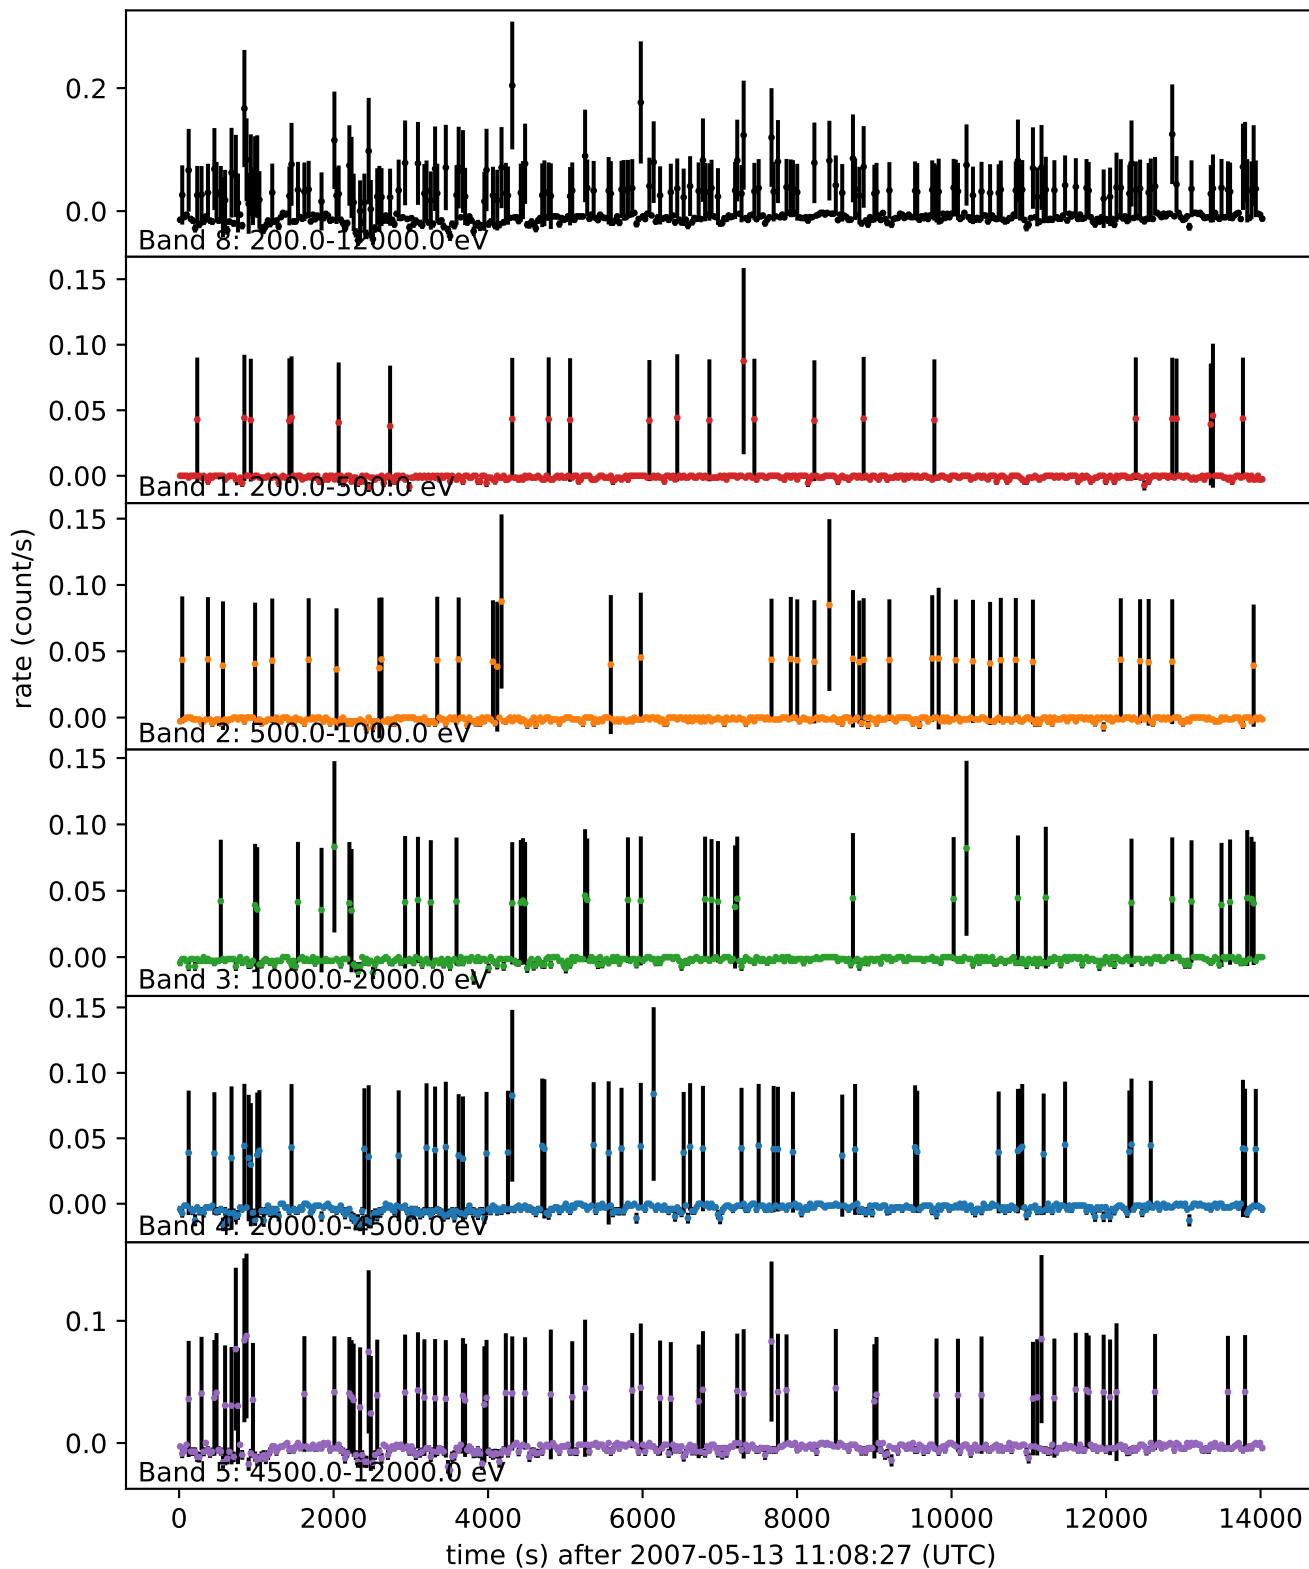 0.2
0.0
Band 8: 200.0-12000.0 eV
0.15
0.10
0.05
0.00
Band 1: 200.0-500.0 eV
0.15
0.10
0.05
0.00
Band 2: 500.0-1000.0 eV
rate (count/s)
0.15
0.10
0.05
0.00
Band 3: 1000.0-2000.0 eV
0.15
0.10
0.05
0.00
Band 4: 2000.0-4500.0 eV
0.1
0.0
Band 5: 4500.0-12000.0 eV
0 2000 4000 6000 8000 10000 12000 14000
time (s) after 2007-05-13 11:08:27 (UTC)